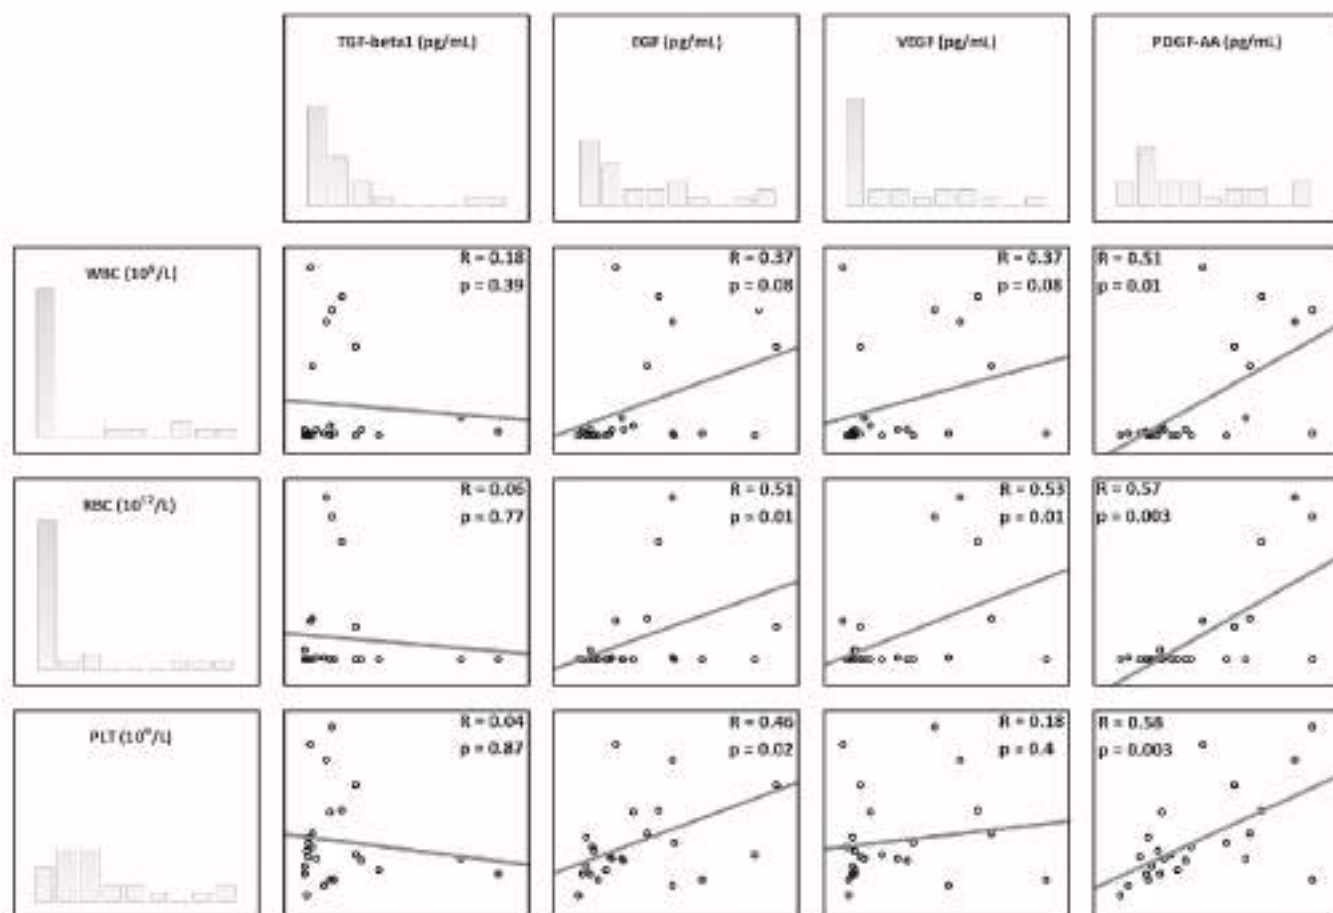 TGF-beta1 (pg/mL)
EGF (pg/mL)
VEGF (pg/mL)
PDGF-AA (pg/mL)
WBC (10⁹/L)
R = 0.18
p = 0.39
R = 0.37
p = 0.08
R = 0.37
p = 0.08
R = 0.51
p = 0.01
RBC (10¹²/L)
R = 0.06
p = 0.77
R = 0.51
p = 0.01
R = 0.53
p = 0.01
R = 0.57
p = 0.003
PLT (10⁹/L)
R = 0.04
p = 0.87
R = 0.46
p = 0.02
R = 0.18
p = 0.4
R = 0.58
p = 0.003